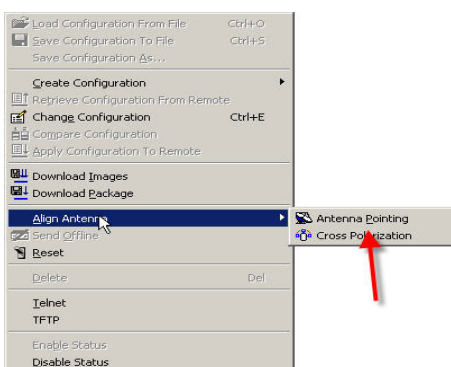 Load Configuration From File Ctrl+O
Save Configuration To File Ctrl+S
Save Configuration As...
Create Configuration
Retrieve Configuration From Remote
Change Configuration Ctrl+E
Compare Configuration
Apply Configuration To Remote
Download Images
Download Package
Align Antenna
Antenna Pointing
Send Offline
Cross Polarization
Reset
Delete Del
Telnet
TFTP
Enable Status
Disable Status